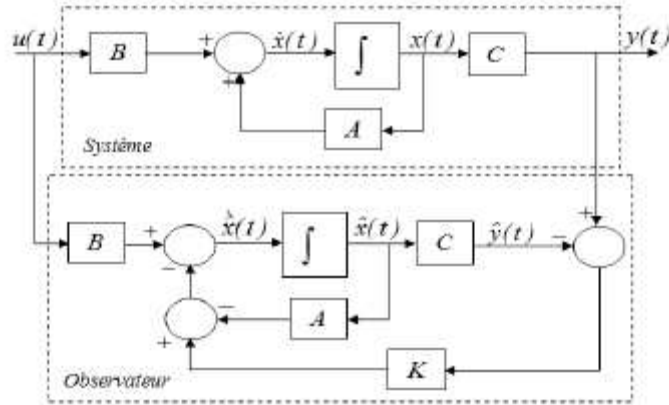 u(t) B + + ẋ(t) ∫ x(t) C y(t)
A
Système
B + − x̂̇(t) ∫ x̂(t) C ŷ(t) − +
− A
+
K
Observateur